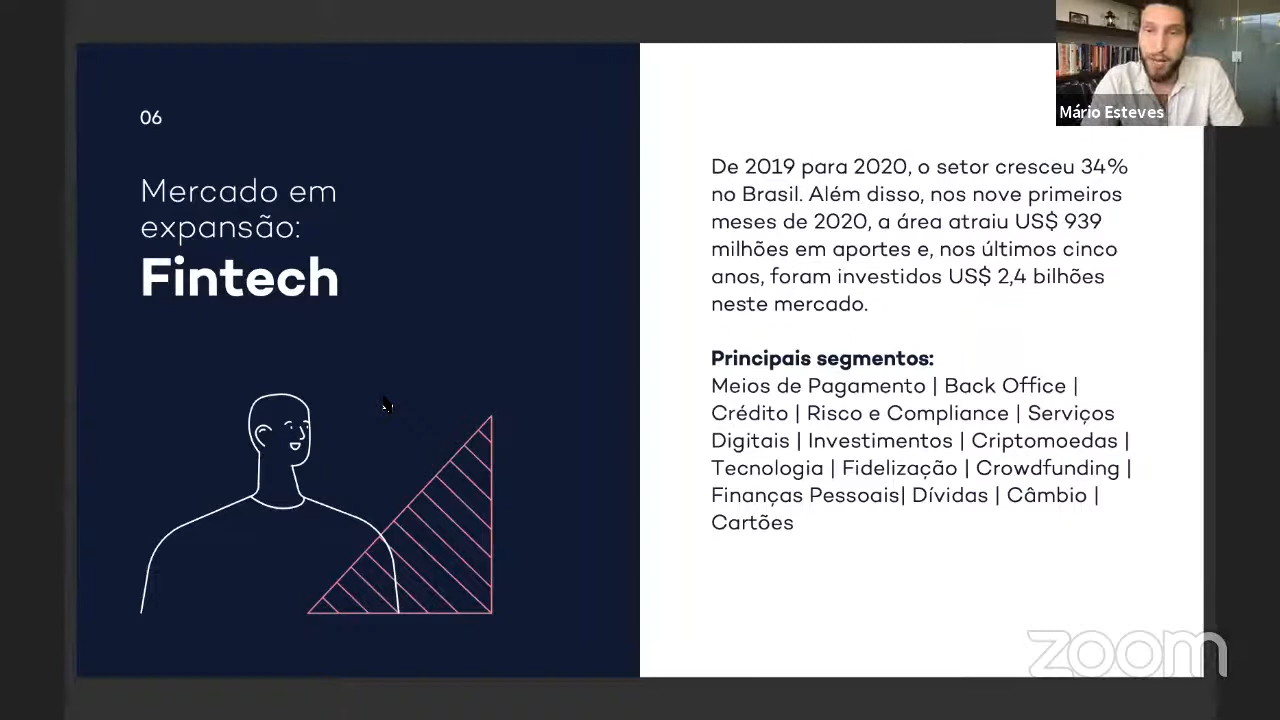 06
Mercado em
expansão:
Fintech
De 2019 para 2020, o setor cresceu 34%
no Brasil. Além disso, nos nove primeiros
meses de 2020, a área atraiu US$ 939
milhões em aportes e, nos últimos cinco
anos, foram investidos US$ 2,4 bilhões
neste mercado.
Principais segmentos:
Meios de Pagamento | Back Office |
Crédito | Risco e Compliance | Serviços
Digitais | Investimentos | Criptomoedas |
Tecnologia | Fidelização | Crowdfunding |
Finanças Pessoais| Dívidas | Câmbio |
Cartões
Mário Esteves
zoom